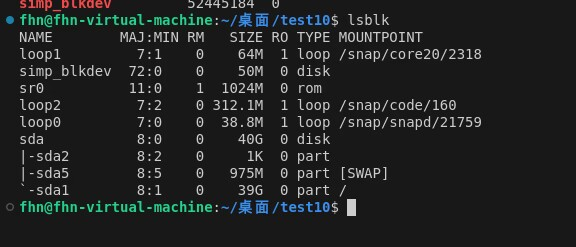 simp_blkdev 52445184 0
fhn@fhn-virtual-machine:~/桌面/test10$ lsblk
NAME MAJ:MIN RM SIZE RO TYPE MOUNTPOINT
loop1 7:1 0 64M 1 loop /snap/core20/2318
simp_blkdev 72:0 0 50M 0 disk
sr0 11:0 1 1024M 0 rom
loop2 7:2 0 312.1M 1 loop /snap/code/160
loop0 7:0 0 38.8M 1 loop /snap/snapd/21759
sda 8:0 0 40G 0 disk
|-sda2 8:2 0 1K 0 part
|-sda5 8:5 0 975M 0 part [SWAP]
`-sda1 8:1 0 39G 0 part /
fhn@fhn-virtual-machine:~/桌面/test10$